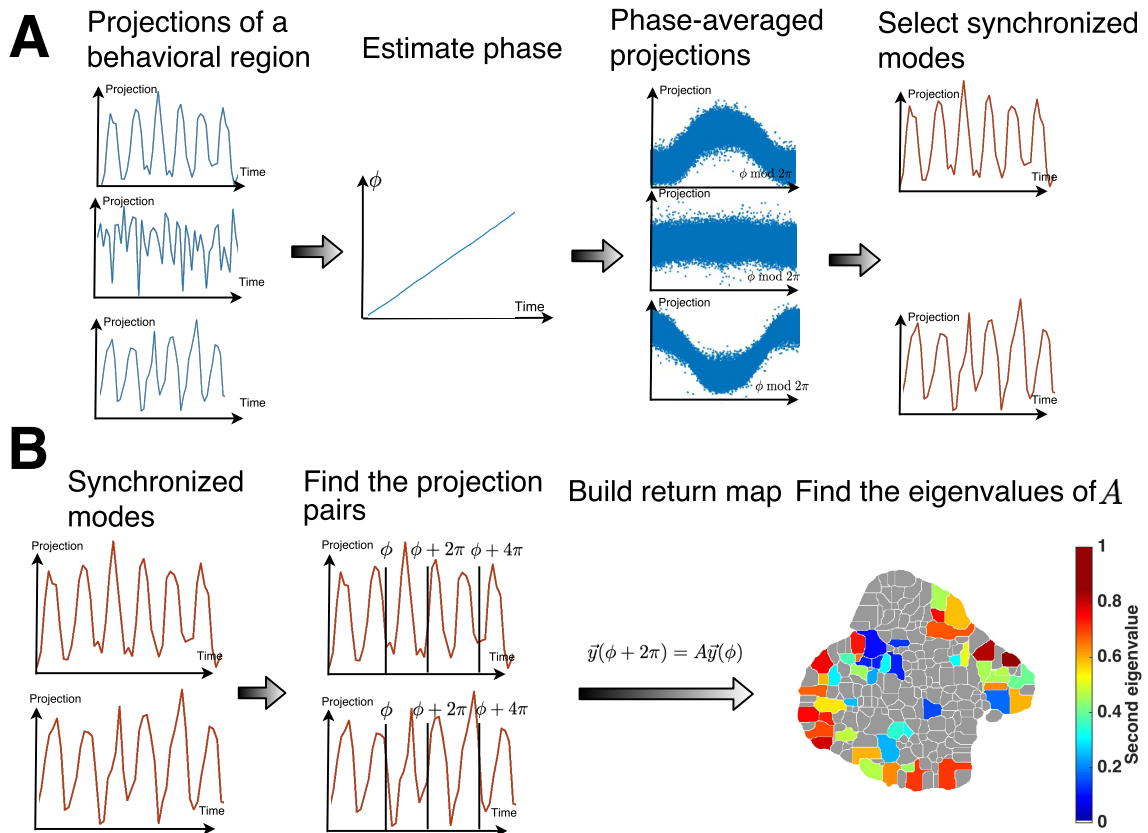 A
Projections of a
behavioral region
Estimate phase
Phase-averaged
projections
Select synchronized
modes
Projection
Time
Projection
Time
Projection
Time
ϕ
Time
Projection
ϕ mod 2π
Projection
ϕ mod 2π
Projection
ϕ mod 2π
Projection
Time
Projection
Time
B
Synchronized
modes
Find the projection
pairs
Build return map
Find the eigenvalues of A
Projection
Time
Projection
Time
Projection
ϕ
ϕ + 2π
ϕ + 4π
Time
Projection
ϕ
ϕ + 2π
ϕ + 4π
Time
y⃗(ϕ + 2π) = Ay⃗(ϕ)
1
0.8
0.6
0.4
0.2
0
Second eigenvalue